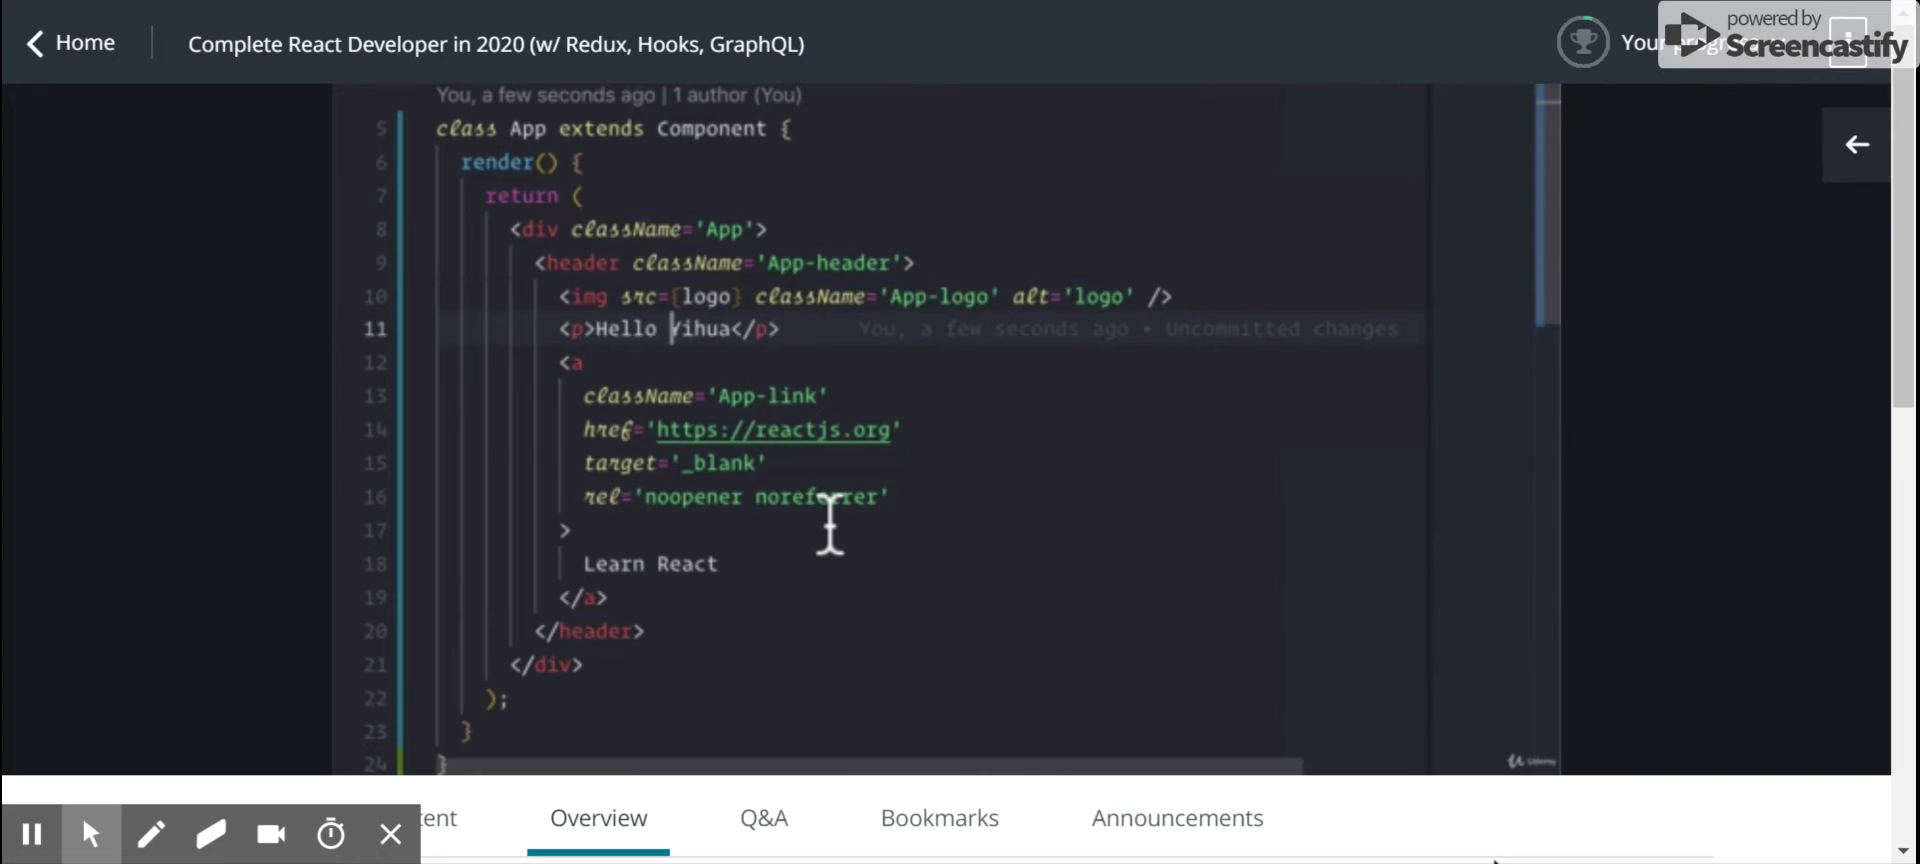 Home
Complete React Developer in 2020 (w/ Redux, Hooks, GraphQL)
Your progress
powered by
Screencastify
You, a few seconds ago | 1 author (You)
5 class App extends Component {
6 render() {
7 return (
8 <div className='App'>
9 <header className='App-header'>
10 <img src={logo} className='App-logo' alt='logo' />
11 <p>Hello Yihua</p> You, a few seconds ago • Uncommitted changes
12 <a
13 className='App-link'
14 href='https://reactjs.org'
15 target='_blank'
16 rel='noopener noreferrer'
17 >
18 Learn React
19 </a>
20 </header>
21 </div>
22 );
23 }
24 }
Udemy
tent
Overview
Q&A
Bookmarks
Announcements